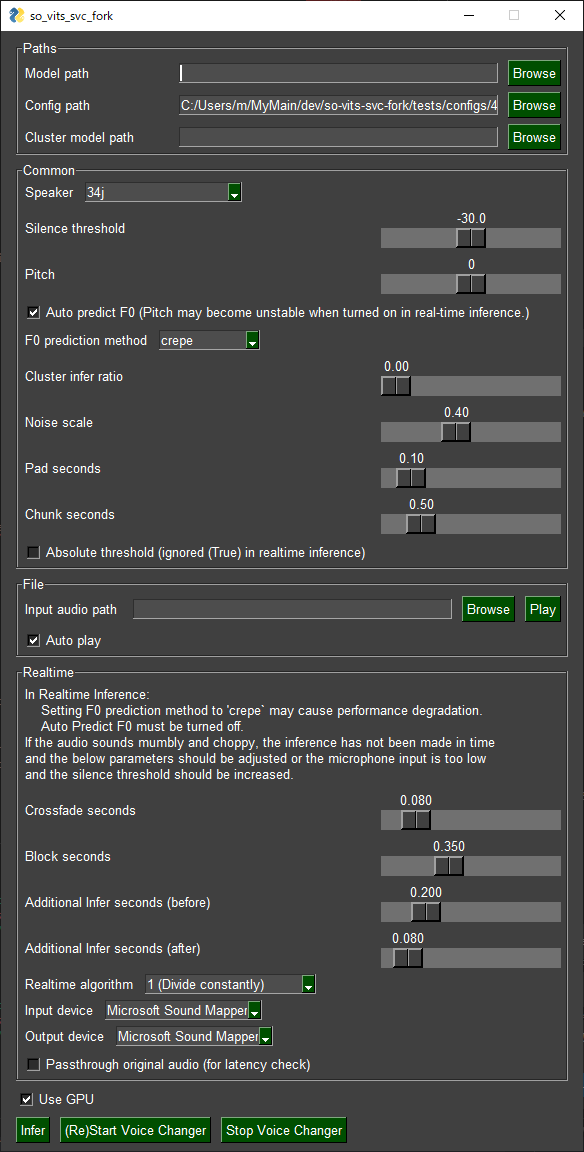 so_vits_svc_fork
Paths
Model path Browse
Config path C:/Users/m/MyMain/dev/so-vits-svc-fork/tests/configs/4 Browse
Cluster model path Browse
Common
Speaker 34j
-30.0
Silence threshold
0
Pitch
Auto predict F0 (Pitch may become unstable when turned on in real-time inference.)
F0 prediction method crepe
0.00
Cluster infer ratio
0.40
Noise scale
0.10
Pad seconds
0.50
Chunk seconds
Absolute threshold (ignored (True) in realtime inference)
File
Input audio path Browse Play
Auto play
Realtime
In Realtime Inference:
Setting F0 prediction method to 'crepe` may cause performance degradation.
Auto Predict F0 must be turned off.
If the audio sounds mumbly and choppy, the inference has not been made in time
and the below parameters should be adjusted or the microphone input is too low
and the silence threshold should be increased.
0.080
Crossfade seconds
0.350
Block seconds
0.200
Additional Infer seconds (before)
0.080
Additional Infer seconds (after)
Realtime algorithm 1 (Divide constantly)
Input device Microsoft Sound Mapper
Output device Microsoft Sound Mapper
Passthrough original audio (for latency check)
Use GPU
Infer (Re)Start Voice Changer Stop Voice Changer